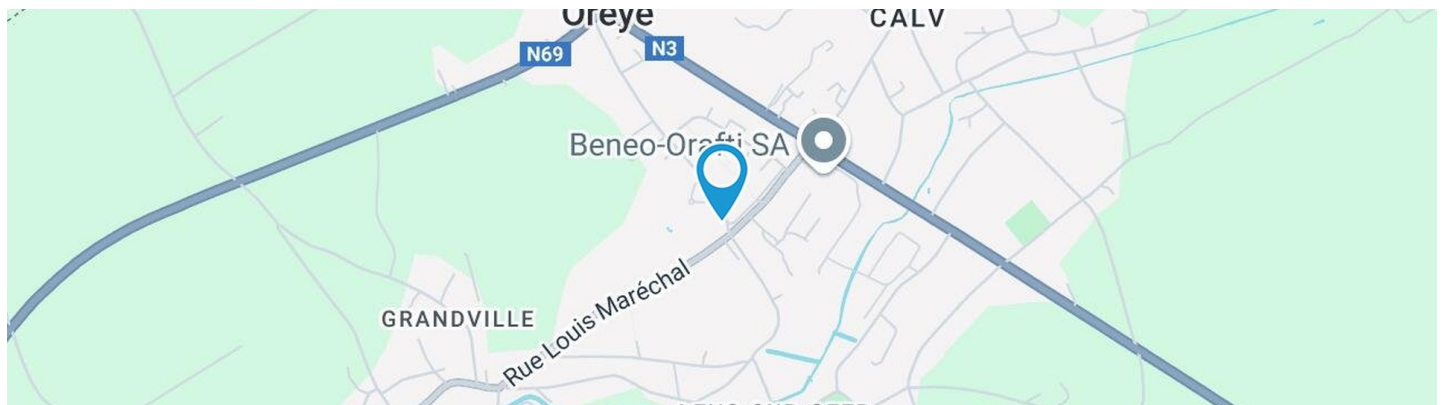 Oreye
CALV
N69
N3
Beneo-Orafti SA
Rue Louis Maréchal
GRANDVILLE